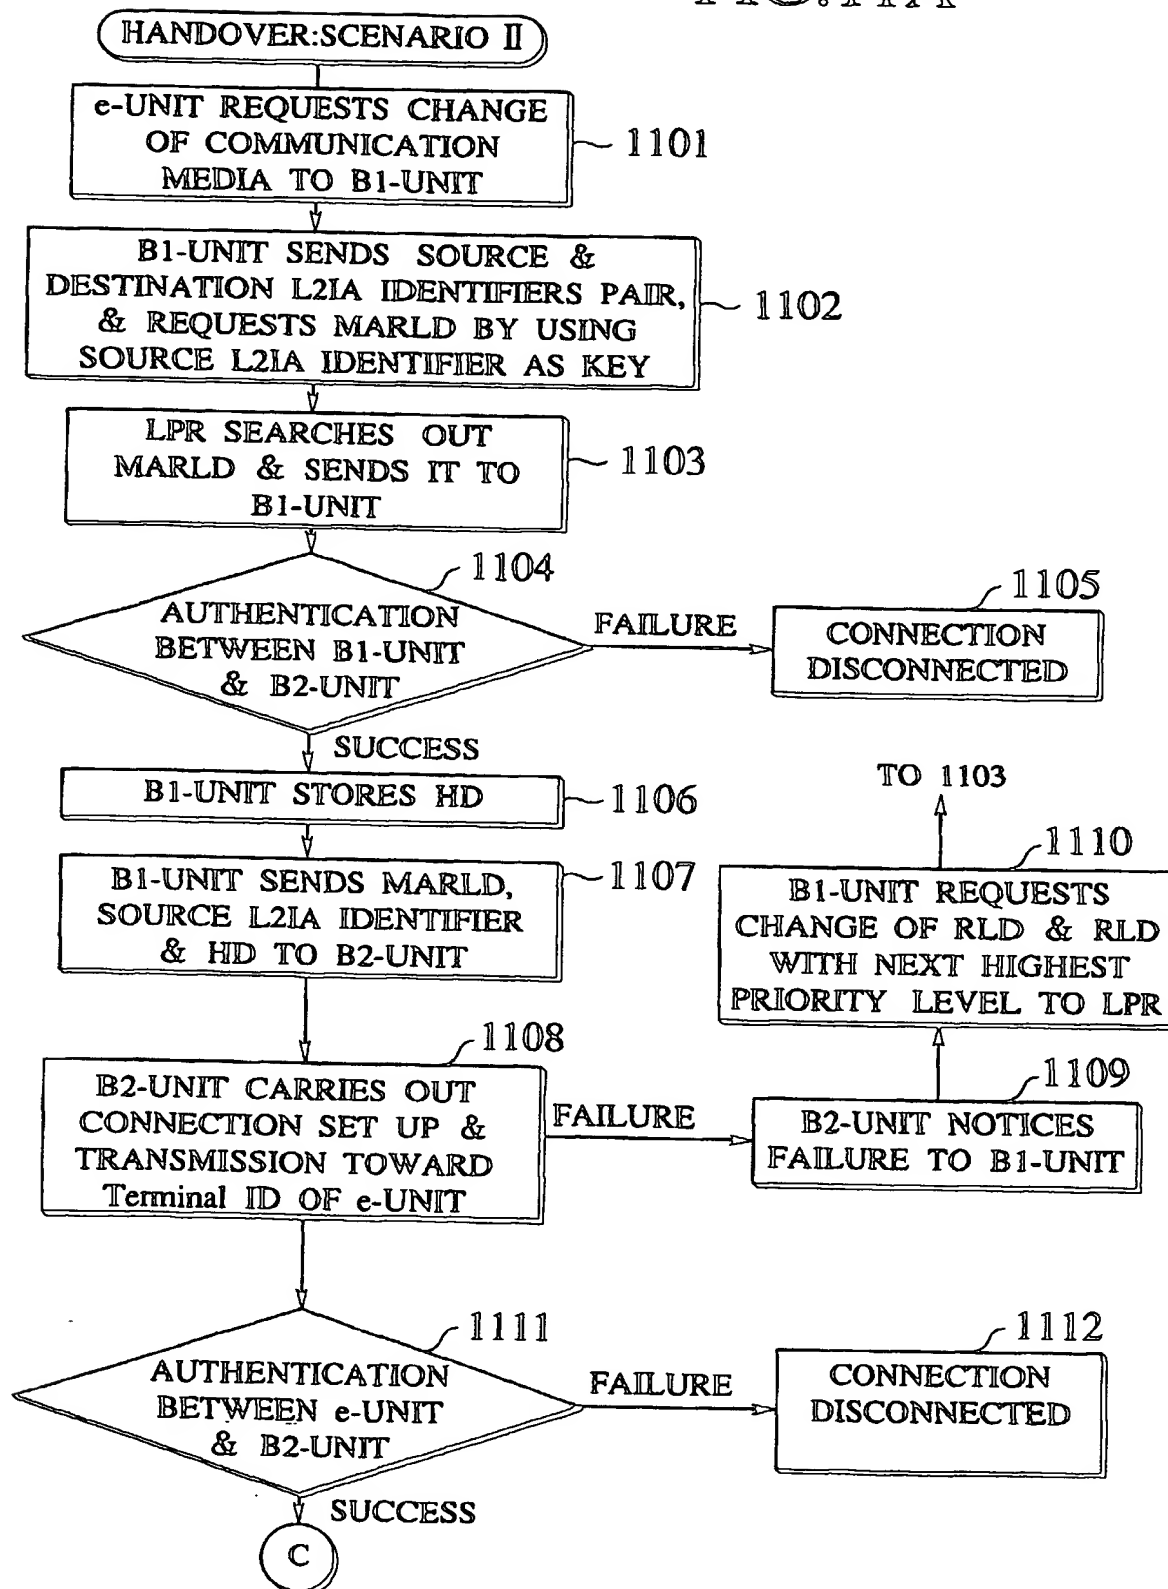 HANDOVER:SCENARIO II
e-UNIT REQUESTS CHANGE
OF COMMUNICATION
MEDIA TO B1-UNIT
1101
B1-UNIT SENDS SOURCE &
DESTINATION L2IA IDENTIFIERS PAIR,
& REQUESTS MARLD BY USING
SOURCE L2IA IDENTIFIER AS KEY
1102
LPR SEARCHES OUT
MARLD & SENDS IT TO
B1-UNIT
1103
1104
AUTHENTICATION
BETWEEN B1-UNIT
& B2-UNIT
FAILURE
1105
CONNECTION
DISCONNECTED
SUCCESS
B1-UNIT STORES HD
1106
B1-UNIT SENDS MARLD,
SOURCE L2IA IDENTIFIER
& HD TO B2-UNIT
1107
TO 1103
1110
B1-UNIT REQUESTS
CHANGE OF RLD & RLD
WITH NEXT HIGHEST
PRIORITY LEVEL TO LPR
1108
B2-UNIT CARRIES OUT
CONNECTION SET UP &
TRANSMISSION TOWARD
Terminal ID OF e-UNIT
FAILURE
1109
B2-UNIT NOTICES
FAILURE TO B1-UNIT
1111
AUTHENTICATION
BETWEEN e-UNIT
& B2-UNIT
FAILURE
1112
CONNECTION
DISCONNECTED
SUCCESS
C